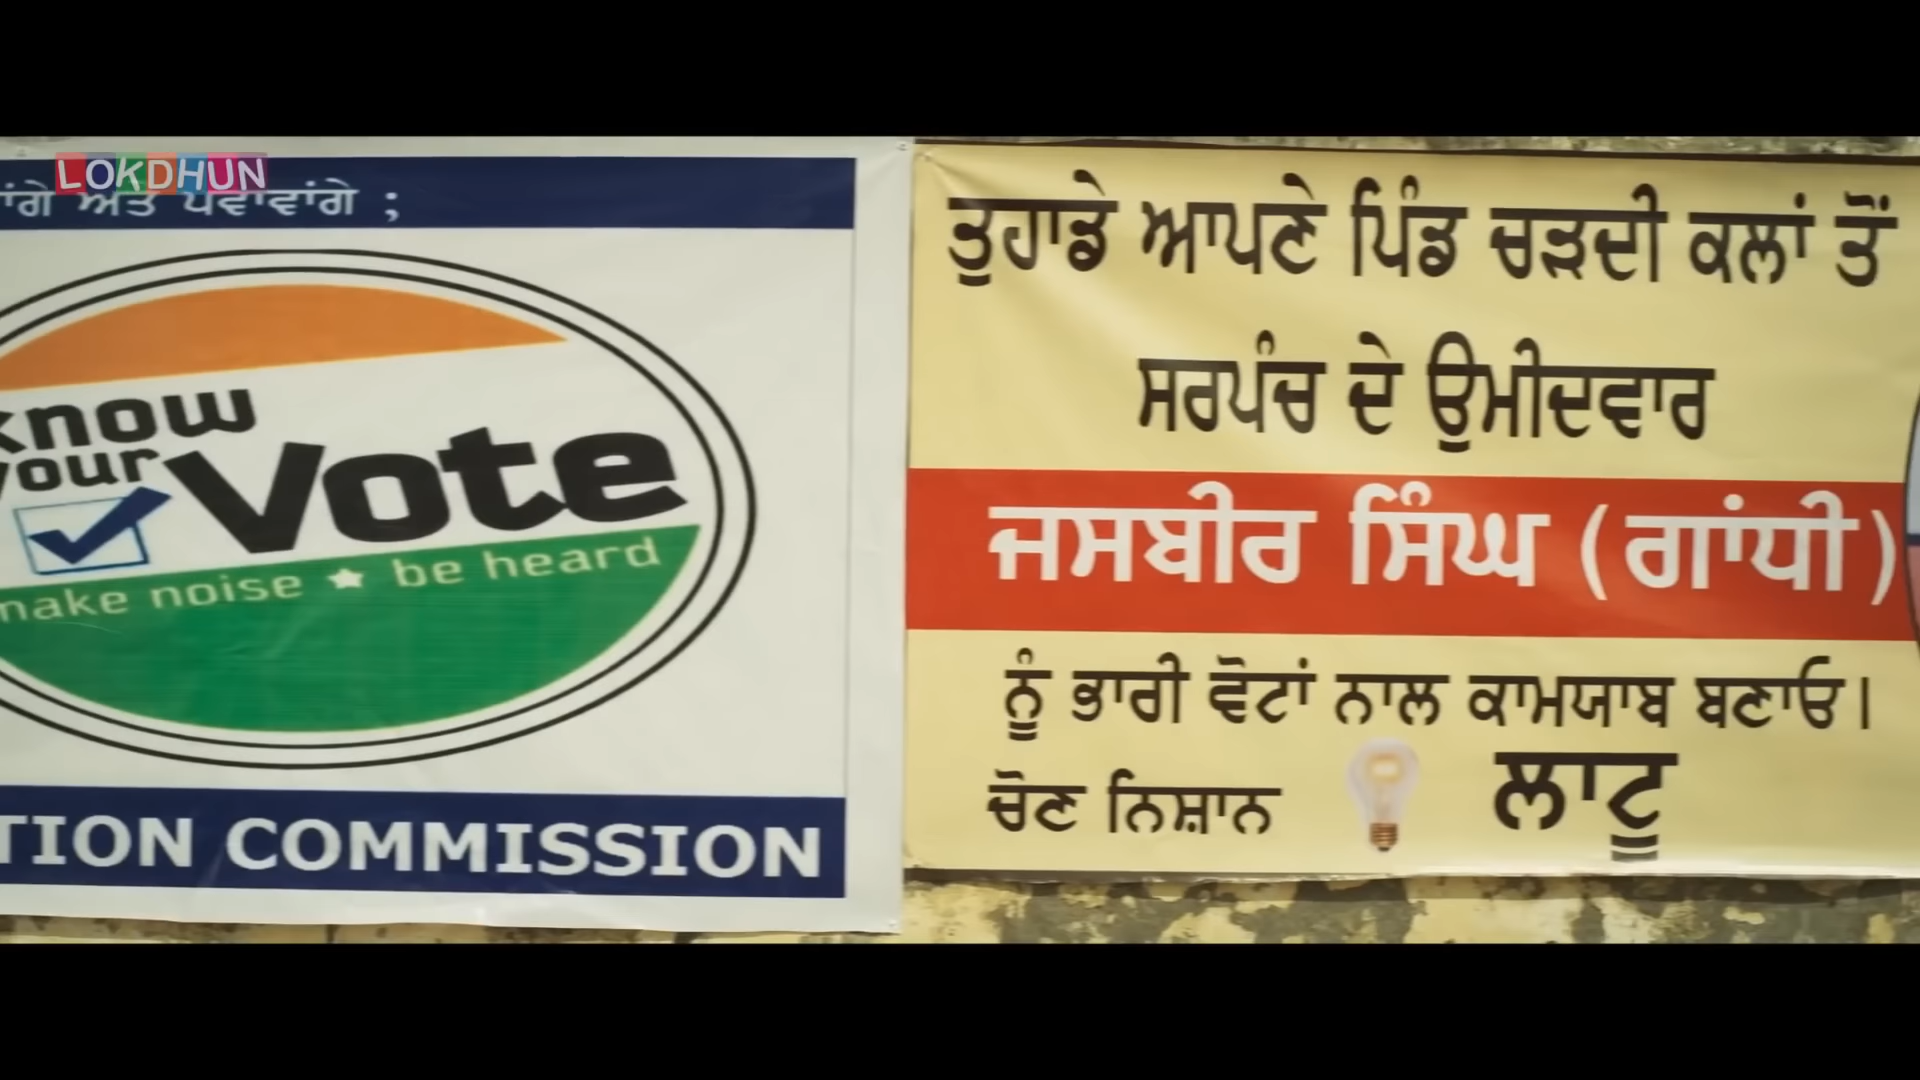 LOKDHUN
ਅਤੇ ਪਵਾਵਾਂਗੇ ;
know
your Vote
make noise ★ be heard
TION COMMISSION
ਤੁਹਾਡੇ ਆਪਣੇ ਪਿੰਡ ਚੜਦੀ ਕਲਾਂ ਤੋਂ
ਸਰਪੰਚ ਦੇ ਉਮੀਦਵਾਰ
ਜਸਬੀਰ ਸਿੰਘ (ਗਾਂਧੀ)
ਨੂੰ ਭਾਰੀ ਵੋਟਾਂ ਨਾਲ ਕਾਮਯਾਬ ਬਣਾਓ।
ਚੋਣ ਨਿਸ਼ਾਨ ਲਾਟੂ